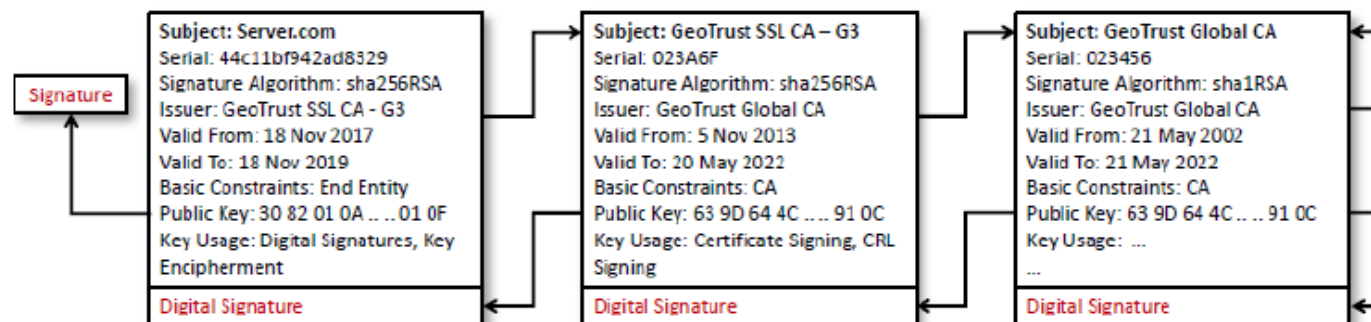 Signature
Subject: Server.com
Serial: 44c11bf942ad8329
Signature Algorithm: sha256RSA
Issuer: GeoTrust SSL CA - G3
Valid From: 18 Nov 2017
Valid To: 18 Nov 2019
Basic Constraints: End Entity
Public Key: 30 82 01 0A .. .. 01 0F
Key Usage: Digital Signatures, Key
Encipherment
Digital Signature
Subject: GeoTrust SSL CA – G3
Serial: 023A6F
Signature Algorithm: sha256RSA
Issuer: GeoTrust Global CA
Valid From: 5 Nov 2013
Valid To: 20 May 2022
Basic Constraints: CA
Public Key: 63 9D 64 4C .. .. 91 0C
Key Usage: Certificate Signing, CRL
Signing
Digital Signature
Subject: GeoTrust Global CA
Serial: 023456
Signature Algorithm: sha1RSA
Issuer: GeoTrust Global CA
Valid From: 21 May 2002
Valid To: 21 May 2022
Basic Constraints: CA
Public Key: 63 9D 64 4C .. .. 91 0C
Key Usage: ...
...
Digital Signature